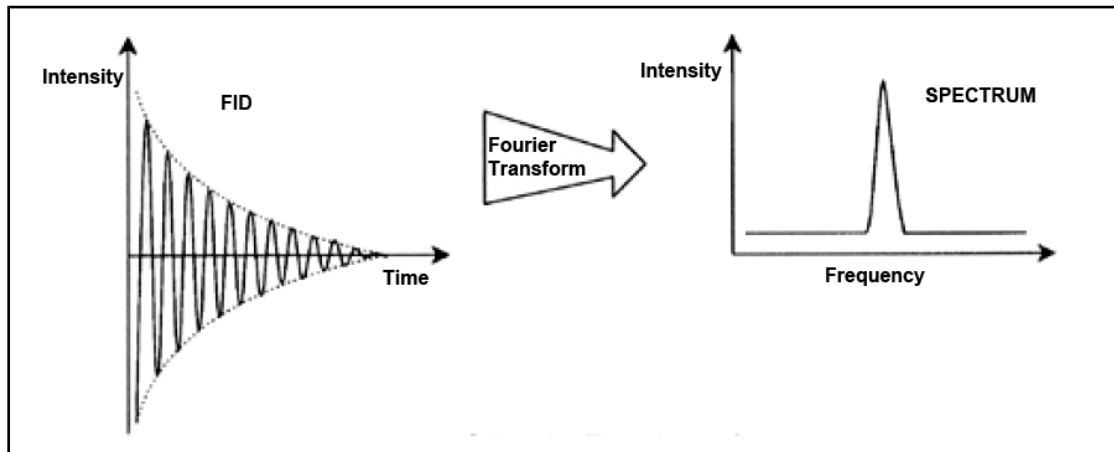 Intensity
FID
Time
Fourier
Transform
Intensity
SPECTRUM
Frequency